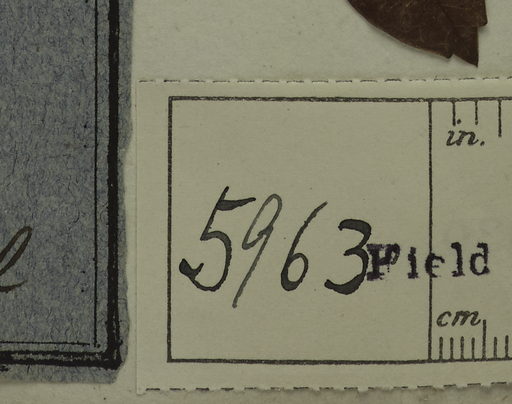 in.
5963 Field
cm